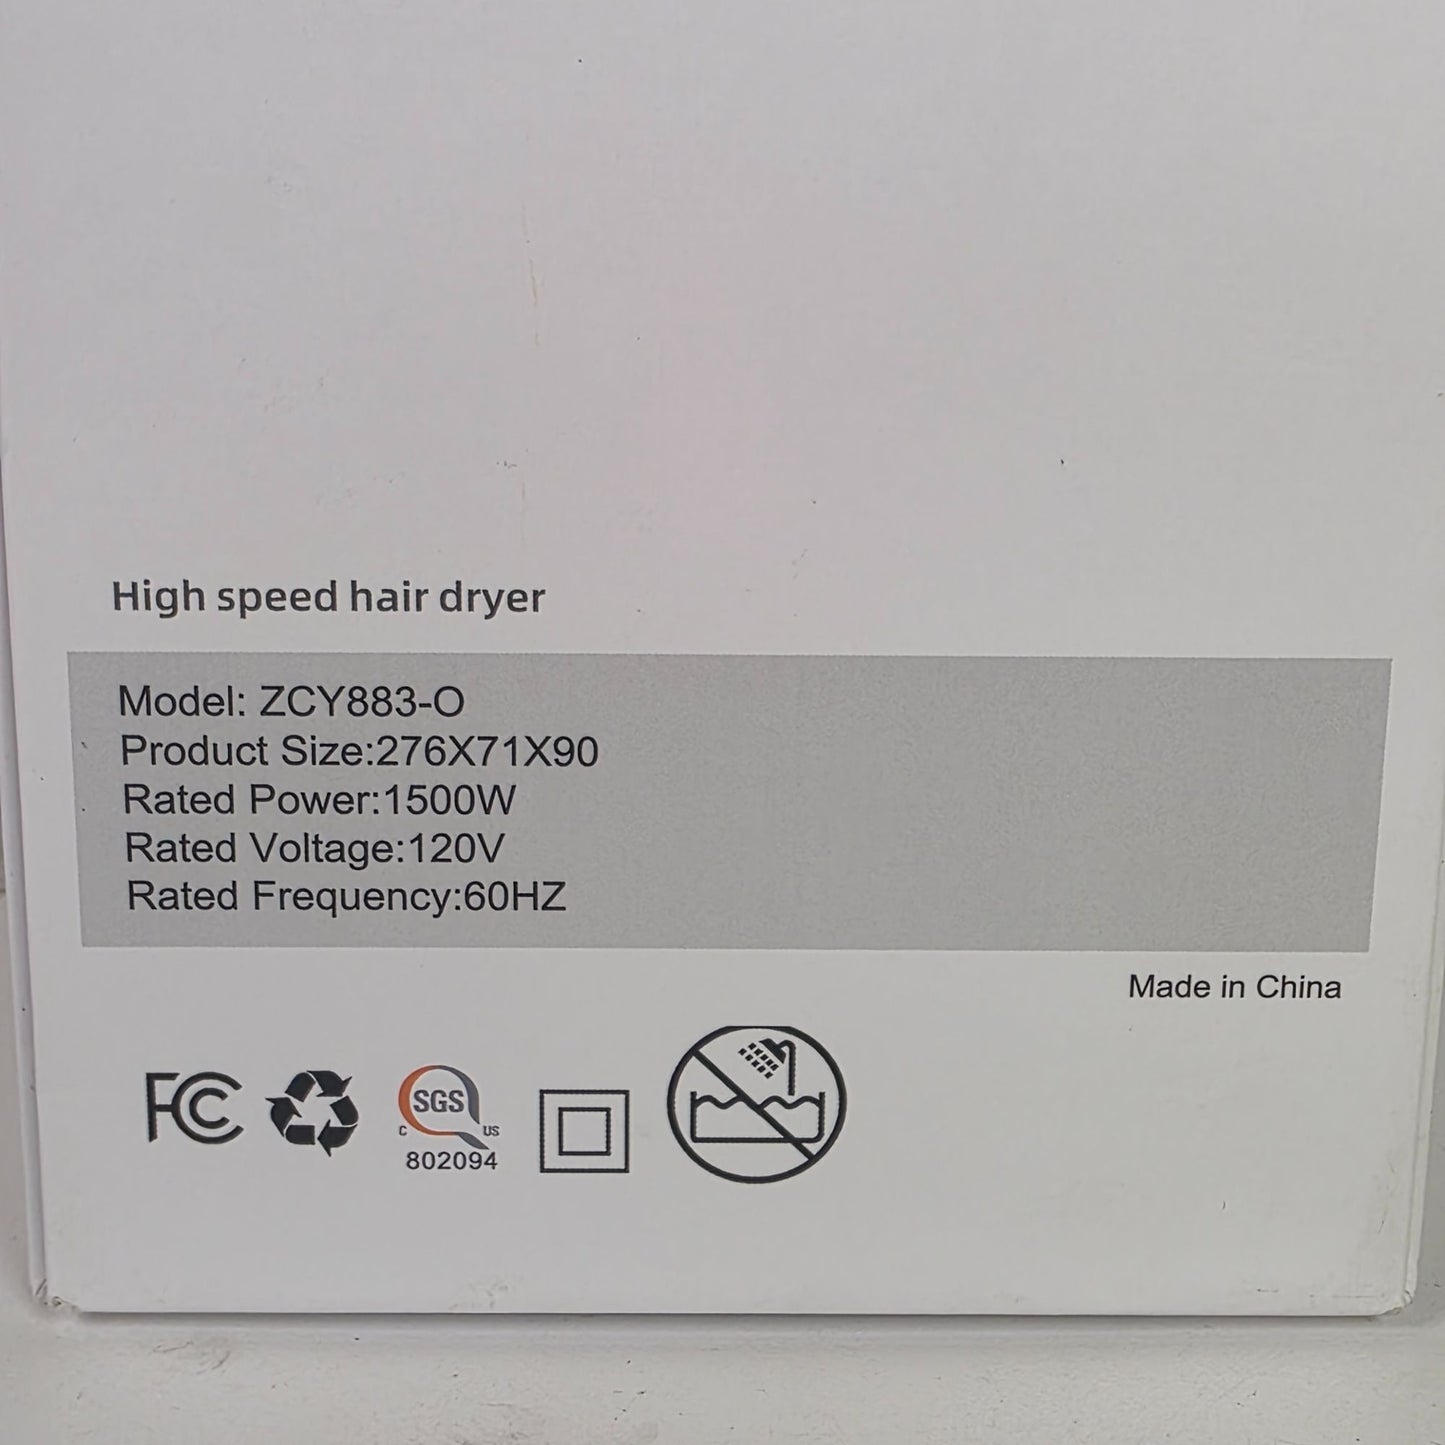 High speed hair dryer
Model: ZCY883-O
Product Size:276X71X90
Rated Power:1500W
Rated Voltage:120V
Rated Frequency:60HZ
Made in China
FC
SGS
C US
802094